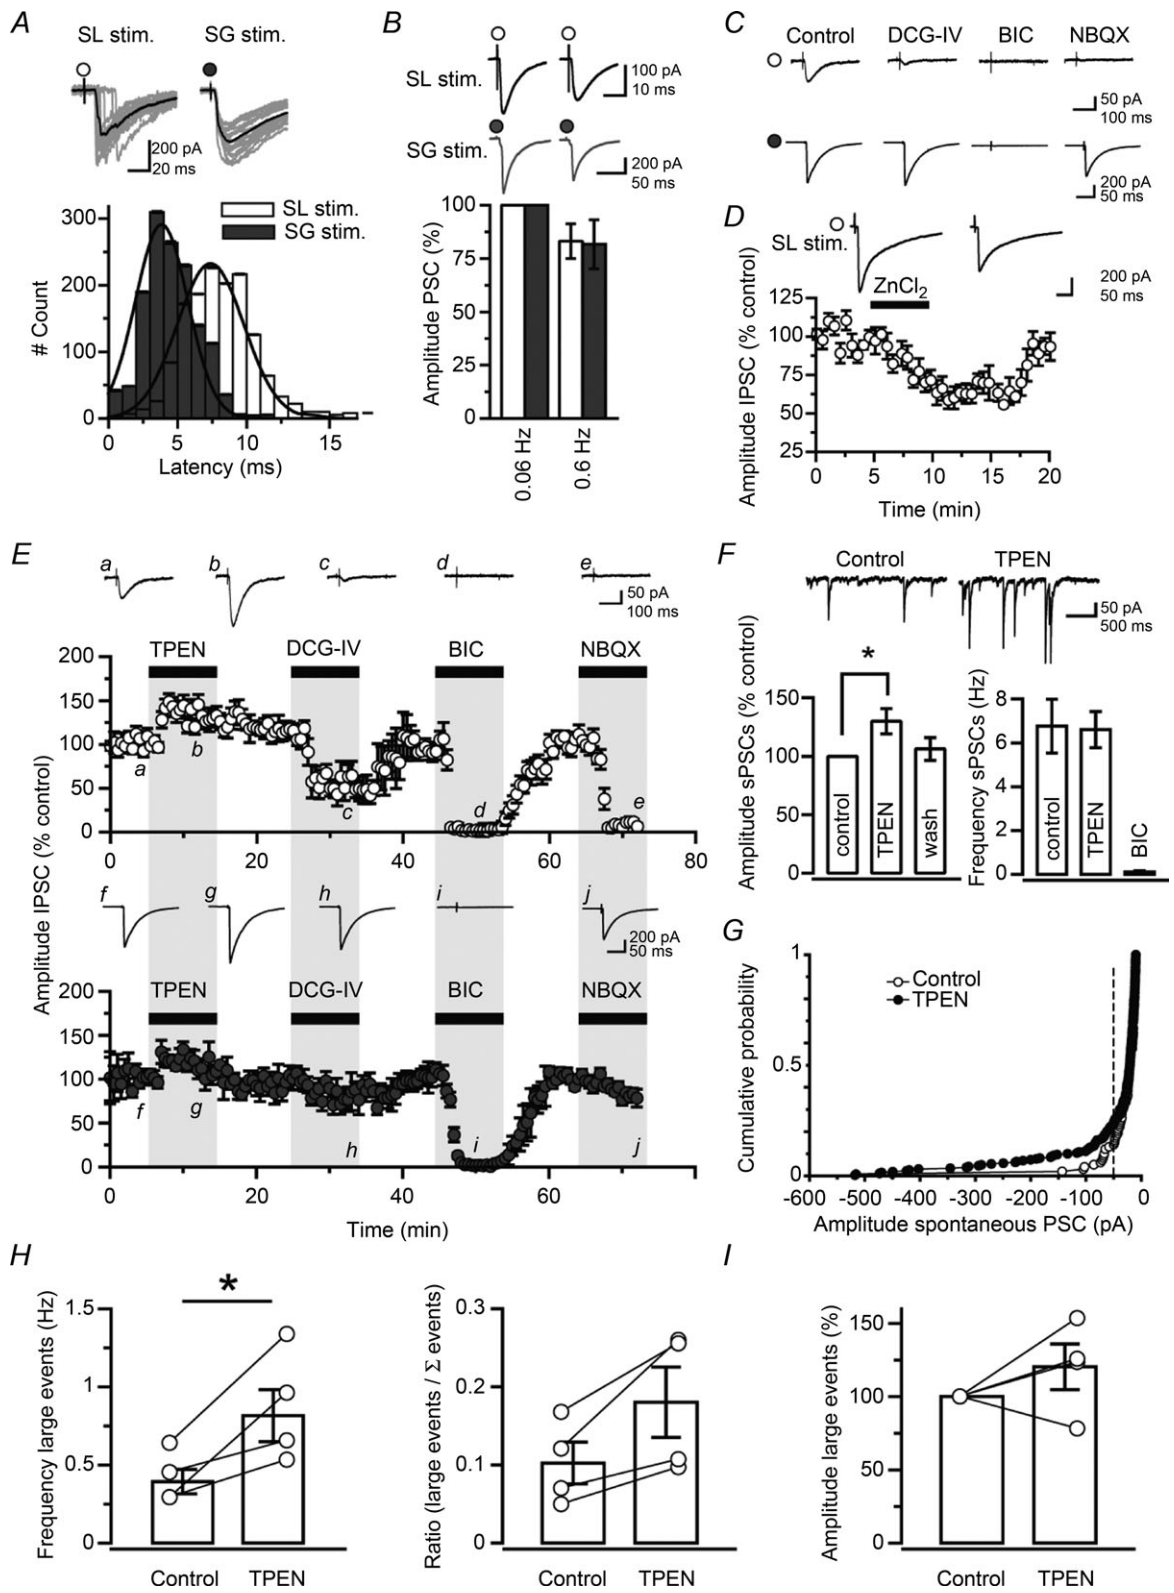 A
SL stim.
SG stim.
200 pA
20 ms
SL stim.
SG stim.
# Count
300
200
100
0
0
5
10
15
Latency (ms)
B
SL stim.
100 pA
10 ms
SG stim.
200 pA
50 ms
Amplitude PSC (%)
100
75
50
25
0
0.06 Hz
0.6 Hz
C
Control
DCG-IV
BIC
NBQX
50 pA
100 ms
200 pA
50 ms
D
SL stim.
200 pA
50 ms
ZnCl2
Amplitude IPSC (% control)
125
100
75
50
25
0
5
10
15
20
Time (min)
E
a
b
c
d
e
50 pA
100 ms
TPEN
DCG-IV
BIC
NBQX
Amplitude IPSC (% control)
200
150
100
50
0
a
b
c
d
e
0
20
40
60
80
f
g
h
i
j
200 pA
50 ms
TPEN
DCG-IV
BIC
NBQX
200
150
100
50
0
f
g
h
i
j
0
20
40
60
Time (min)
F
Control
TPEN
50 pA
500 ms
Amplitude sPSCs (% control)
150
100
50
0
*
control
TPEN
wash
Frequency sPSCs (Hz)
8
6
4
2
0
control
TPEN
BIC
G
Cumulative probability
1
0.5
0
Control
TPEN
-600
-500
-400
-300
-200
-100
0
Amplitude spontaneous PSC (pA)
H
Frequency large events (Hz)
1.5
1
0.5
0
*
Control
TPEN
Ratio (large events / Σ events)
0.3
0.2
0.1
0
Control
TPEN
I
Amplitude large events (%)
150
100
50
0
Control
TPEN